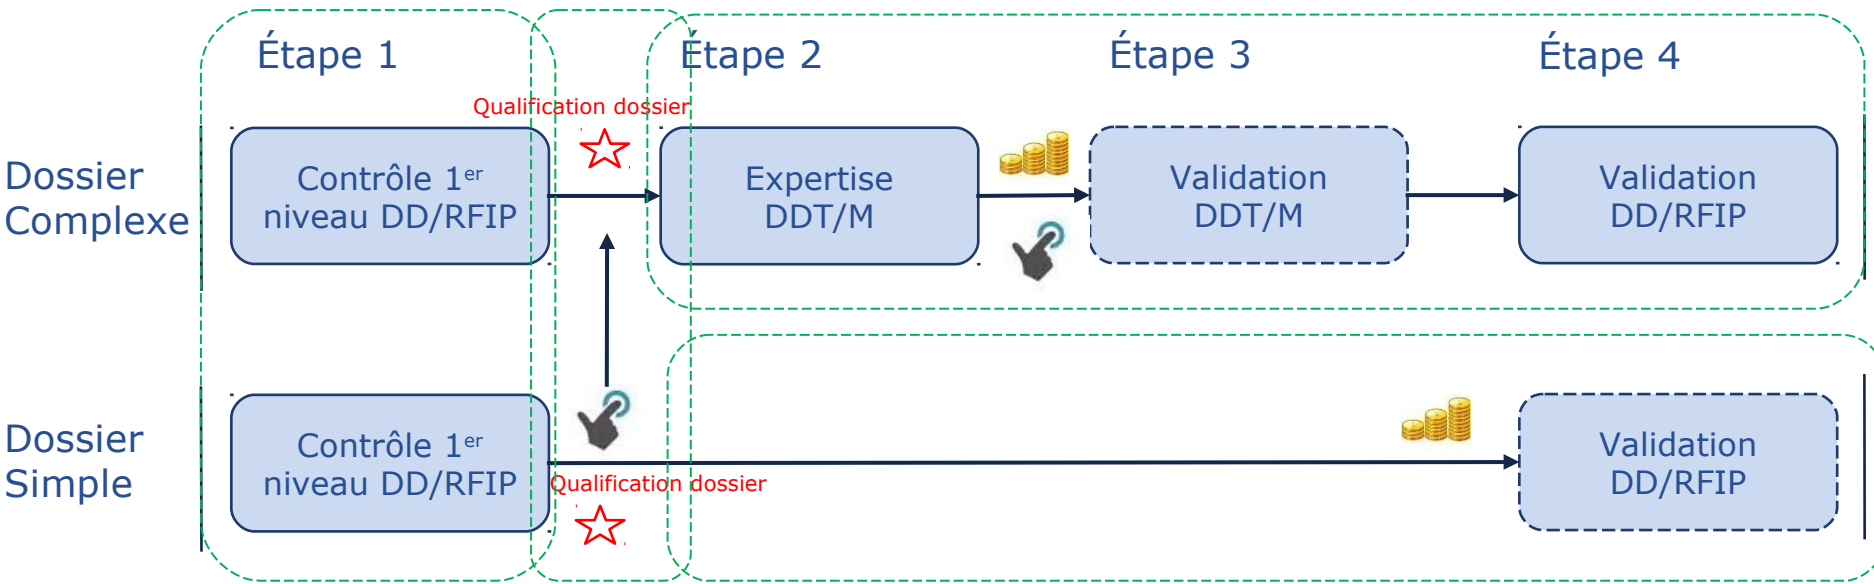 Étape 1
Étape 2
Étape 3
Étape 4
Qualification dossier
Dossier
Complexe
Contrôle 1er
niveau DD/RFIP
Expertise
DDT/M
Validation
DDT/M
Validation
DD/RFIP
Dossier
Simple
Contrôle 1er
niveau DD/RFIP
Qualification dossier
Validation
DD/RFIP